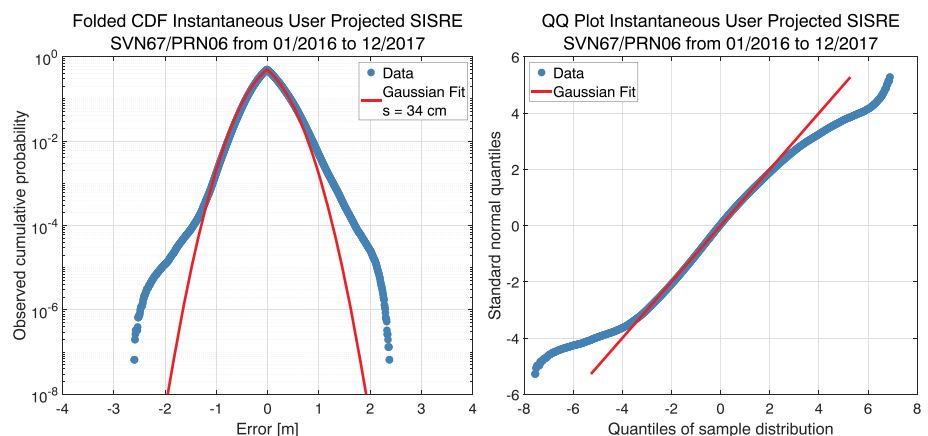 Folded CDF Instantaneous User Projected SISRE
SVN67/PRN06 from 01/2016 to 12/2017
Observed cumulative probability
10^0
10^-2
10^-4
10^-6
10^-8
Data
Gaussian Fit
s = 34 cm
-4 -3 -2 -1 0 1 2 3 4
Error [m]
QQ Plot Instantaneous User Projected SISRE
SVN67/PRN06 from 01/2016 to 12/2017
Standard normal quantiles
6
4
2
0
-2
-4
-6
Data
Gaussian Fit
-8 -6 -4 -2 0 2 4 6 8
Quantiles of sample distribution